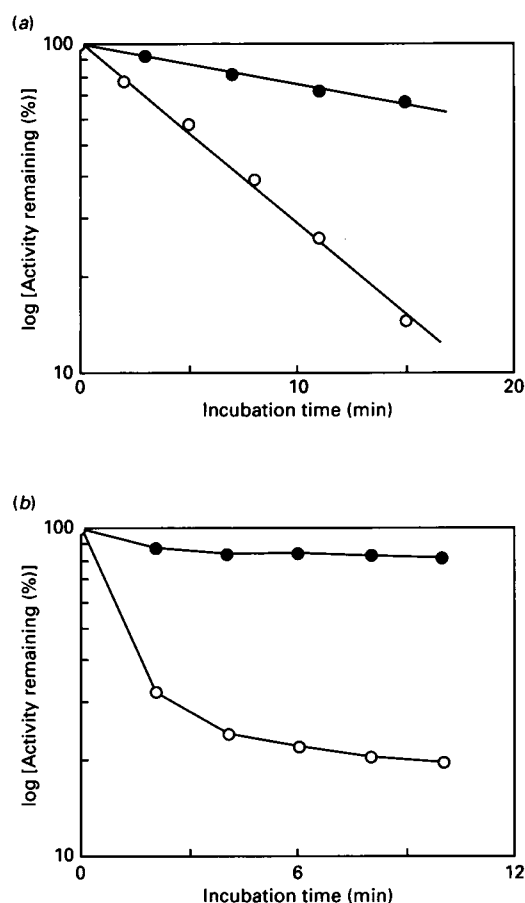 (a)
100
log [Activity remaining (%)]
10
0
10
20
Incubation time (min)
(b)
100
log [Activity remaining (%)]
10
0
6
12
Incubation time (min)